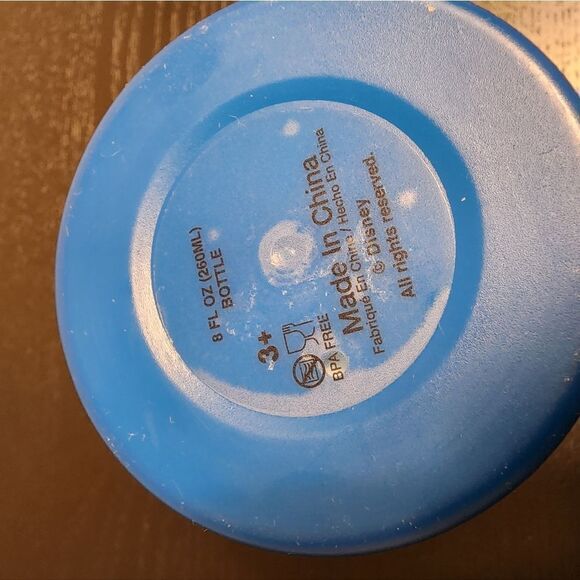 8 FL OZ (260ML)
BOTTLE
3+
BPA FREE
Made In China
Fabriqué En Chine / Hecho En China
© Disney
All rights reserved.